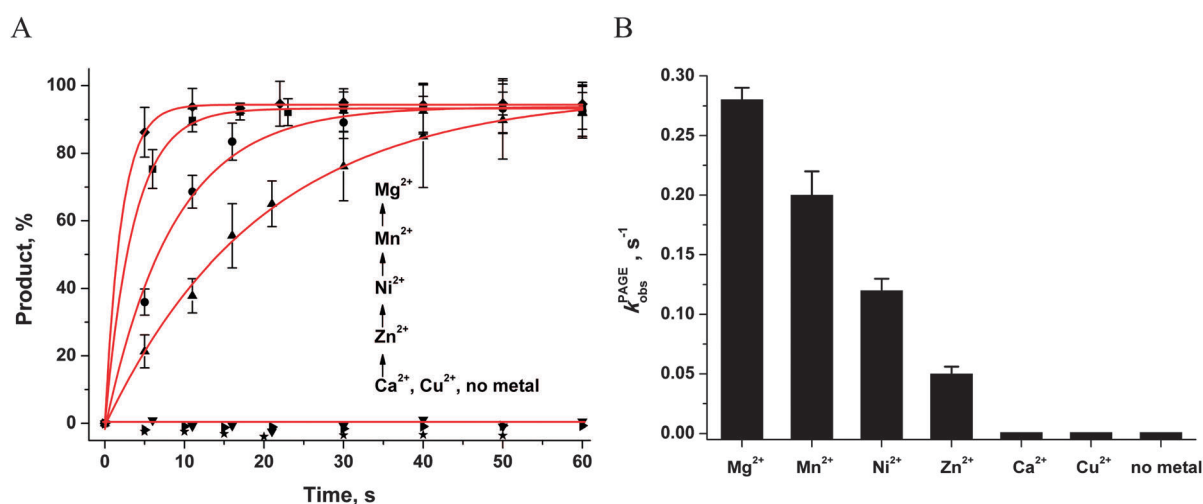 A
Product, %
100
80
60
40
20
0
Mg2+
Mn2+
Ni2+
Zn2+
Ca2+, Cu2+, no metal
0 10 20 30 40 50 60
Time, s
B
kobsPAGE, s-1
0.30
0.25
0.20
0.15
0.10
0.05
0.00
Mg2+ Mn2+ Ni2+ Zn2+ Ca2+ Cu2+ no metal